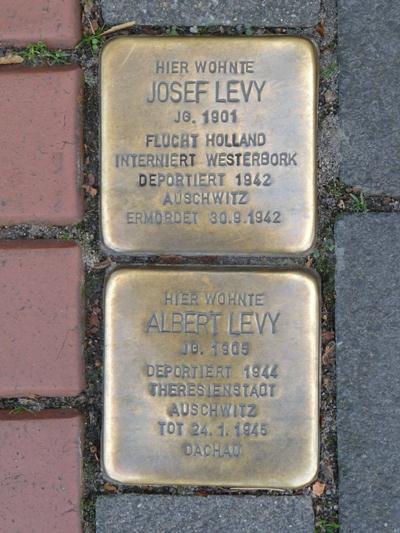 HIER WOHNTE
JOSEF LEVY
JG. 1901
FLUCHT HOLLAND
INTERNIERT WESTERBORK
DEPORTIERT 1942
AUSCHWITZ
ERMORDET 30.9.1942
HIER WOHNTE
ALBERT LEVY
JG. 1905
DEPORTIERT 1944
THERESIENSTADT
AUSCHWITZ
TOT 24.1.1945
DACHAU